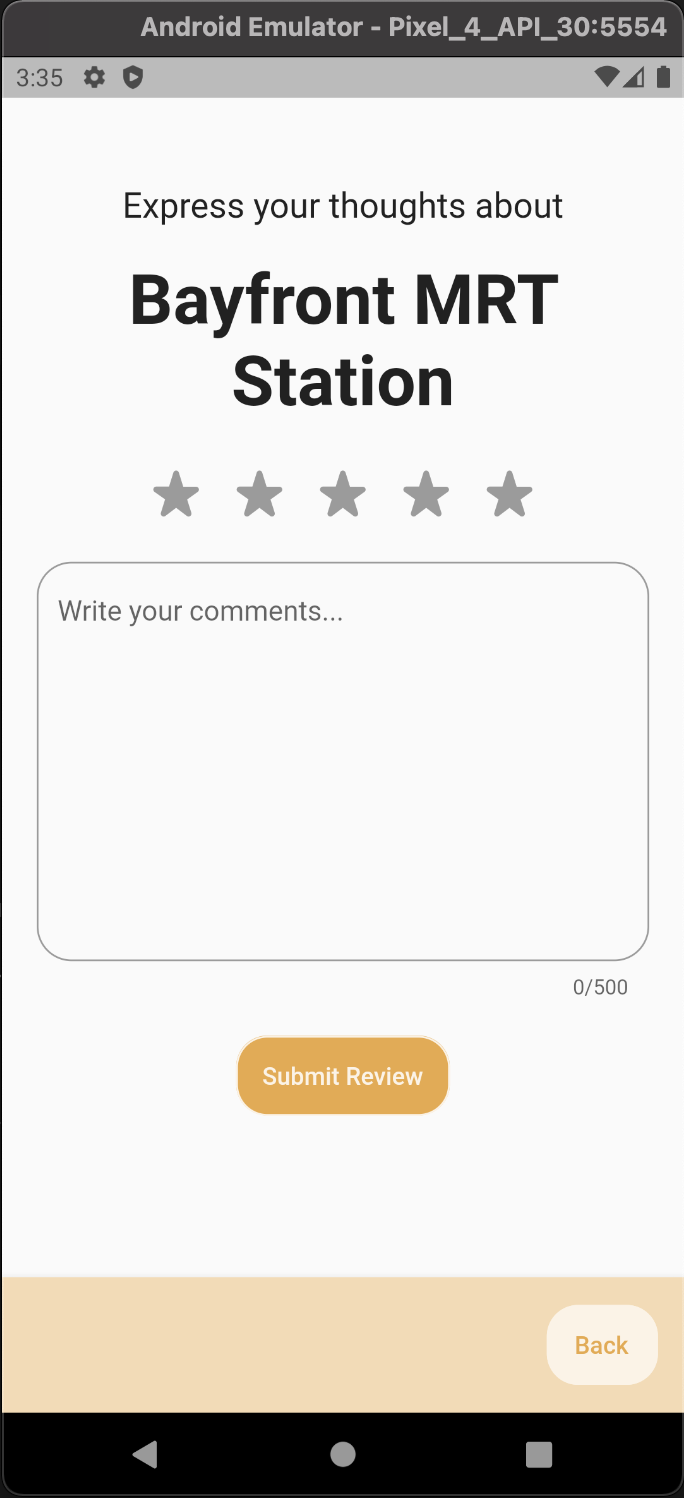 Android Emulator - Pixel_4_API_30:5554
3:35
Express your thoughts about
Bayfront MRT
Station
Write your comments...
0/500
Submit Review
Back